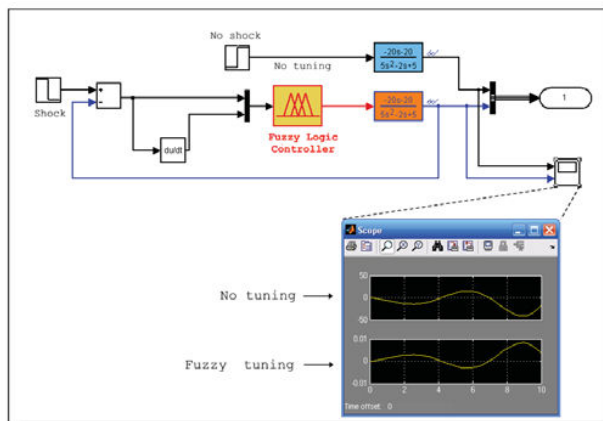 No shock
No tuning
-20s-20
5s²-2s+5
Shock
+
-
du/dt
Fuzzy Logic
Controller
-20s-20
5s²-2s+5
1
Scope
No tuning
50
0
-50
Fuzzy tuning
0.01
0
-0.01
0 2 4 6 8 10
Time offset: 0